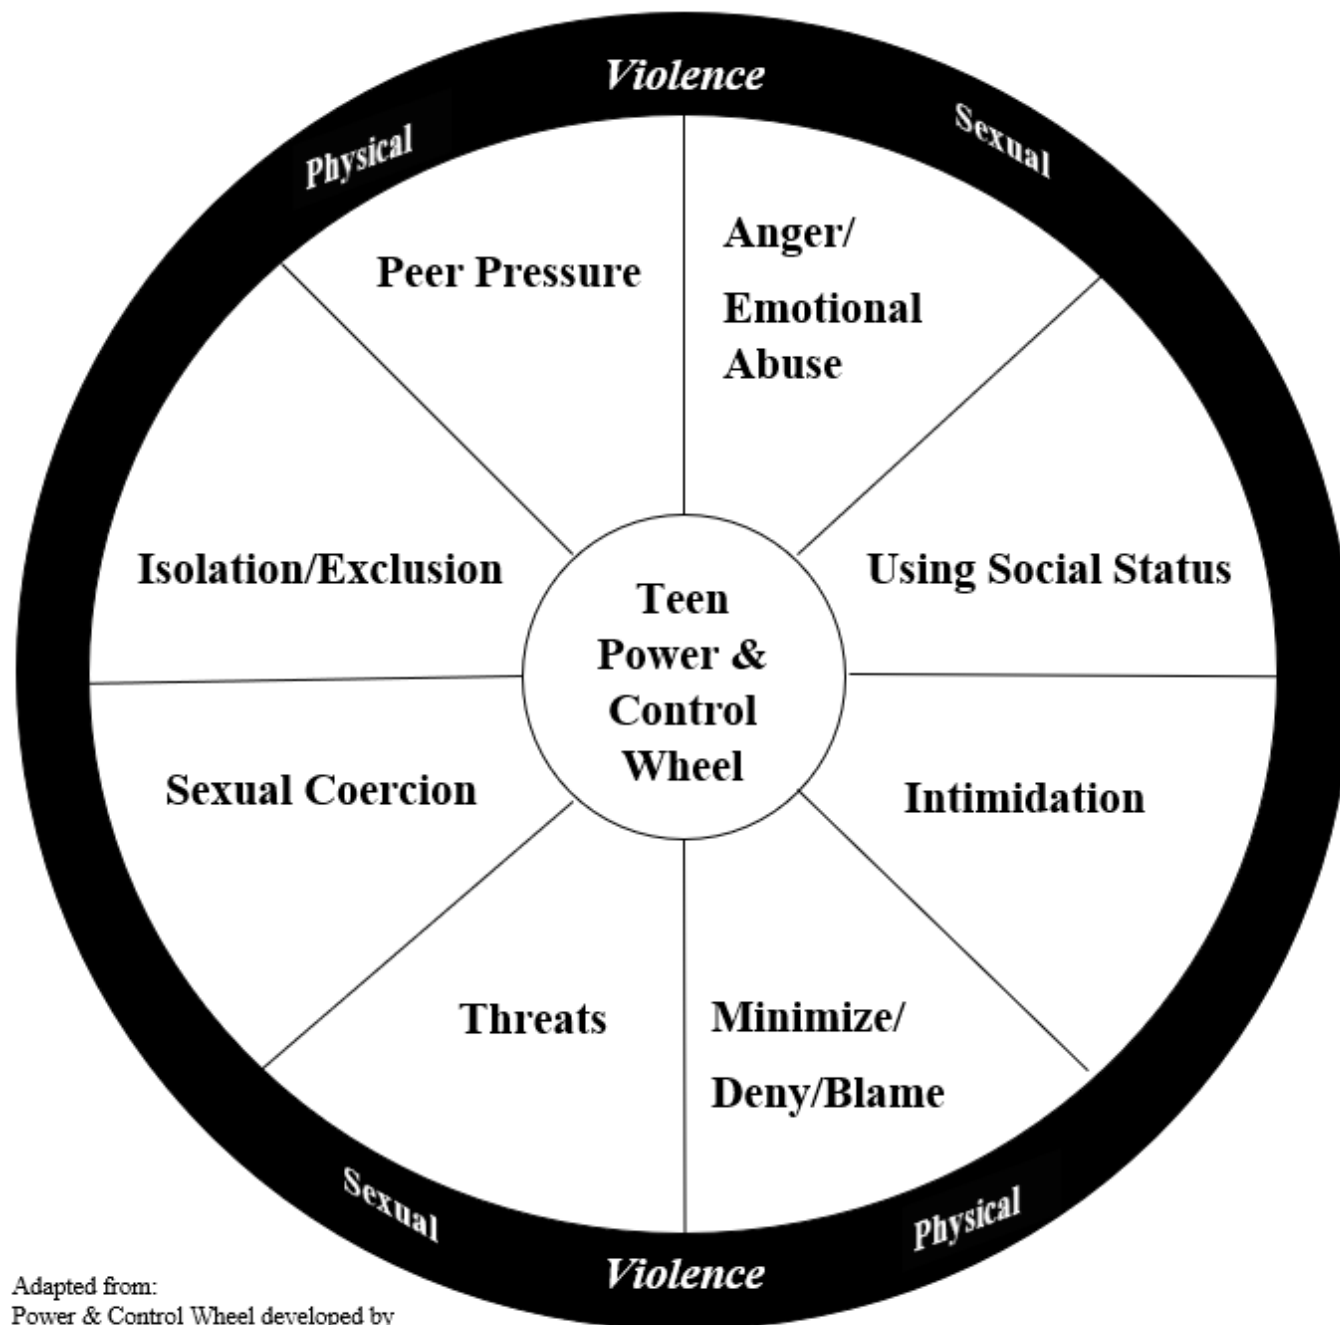 Violence
Physical
Sexual
Peer Pressure
Anger/
Emotional
Abuse
Isolation/Exclusion
Using Social Status
Teen
Power &
Control
Wheel
Sexual Coercion
Intimidation
Threats
Minimize/
Deny/Blame
Sexual
Physical
Violence
Adapted from:
Power & Control Wheel developed by